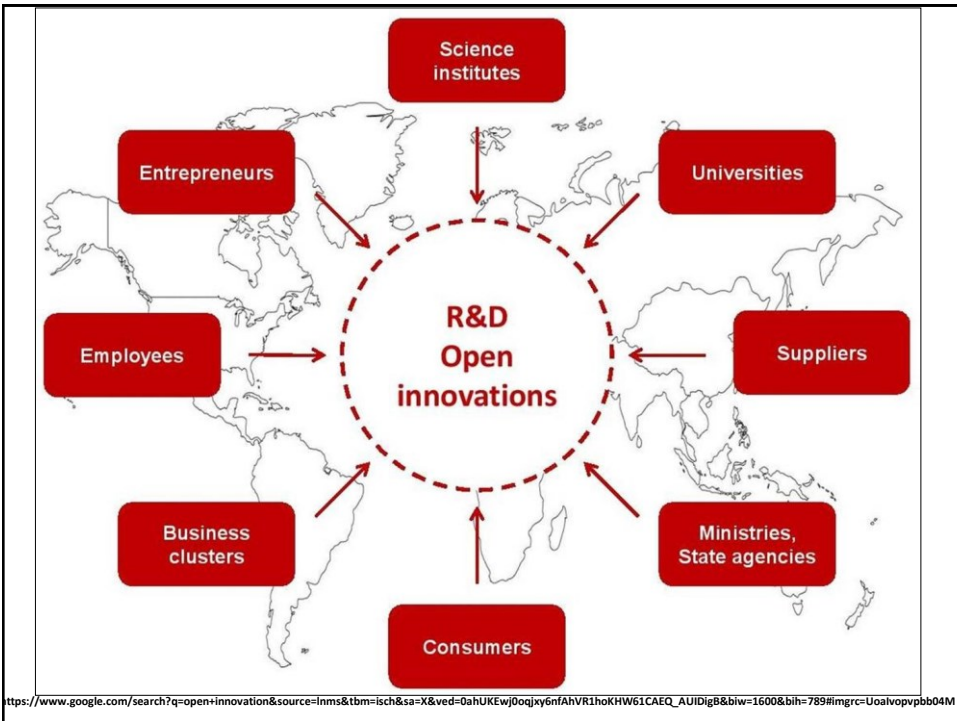 Science
institutes
Entrepreneurs
Universities
R&D
Open
innovations
Employees
Suppliers
Business
clusters
Ministries,
State agencies
Consumers
ttps://www.google.com/search?q=open+innovation&source=lnms&tbm=isch&sa=X&ved=0ahUKEwj0oqjxy6nfAhVR1hoKHW61CAEQ_AUIDigB&biw=1600&bih=789#imgrc=Uoalvopvpbb04M